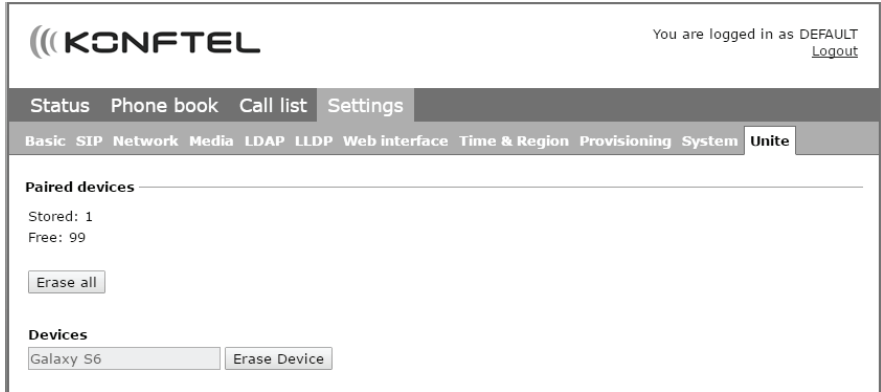 KONFTEL
You are logged in as DEFAULT
Logout
Status Phone book Call list Settings
Basic SIP Network Media LDAP LLDP Web interface Time & Region Provisioning System Unite
Paired devices
Stored: 1
Free: 99
Erase all
Devices
Galaxy S6 Erase Device